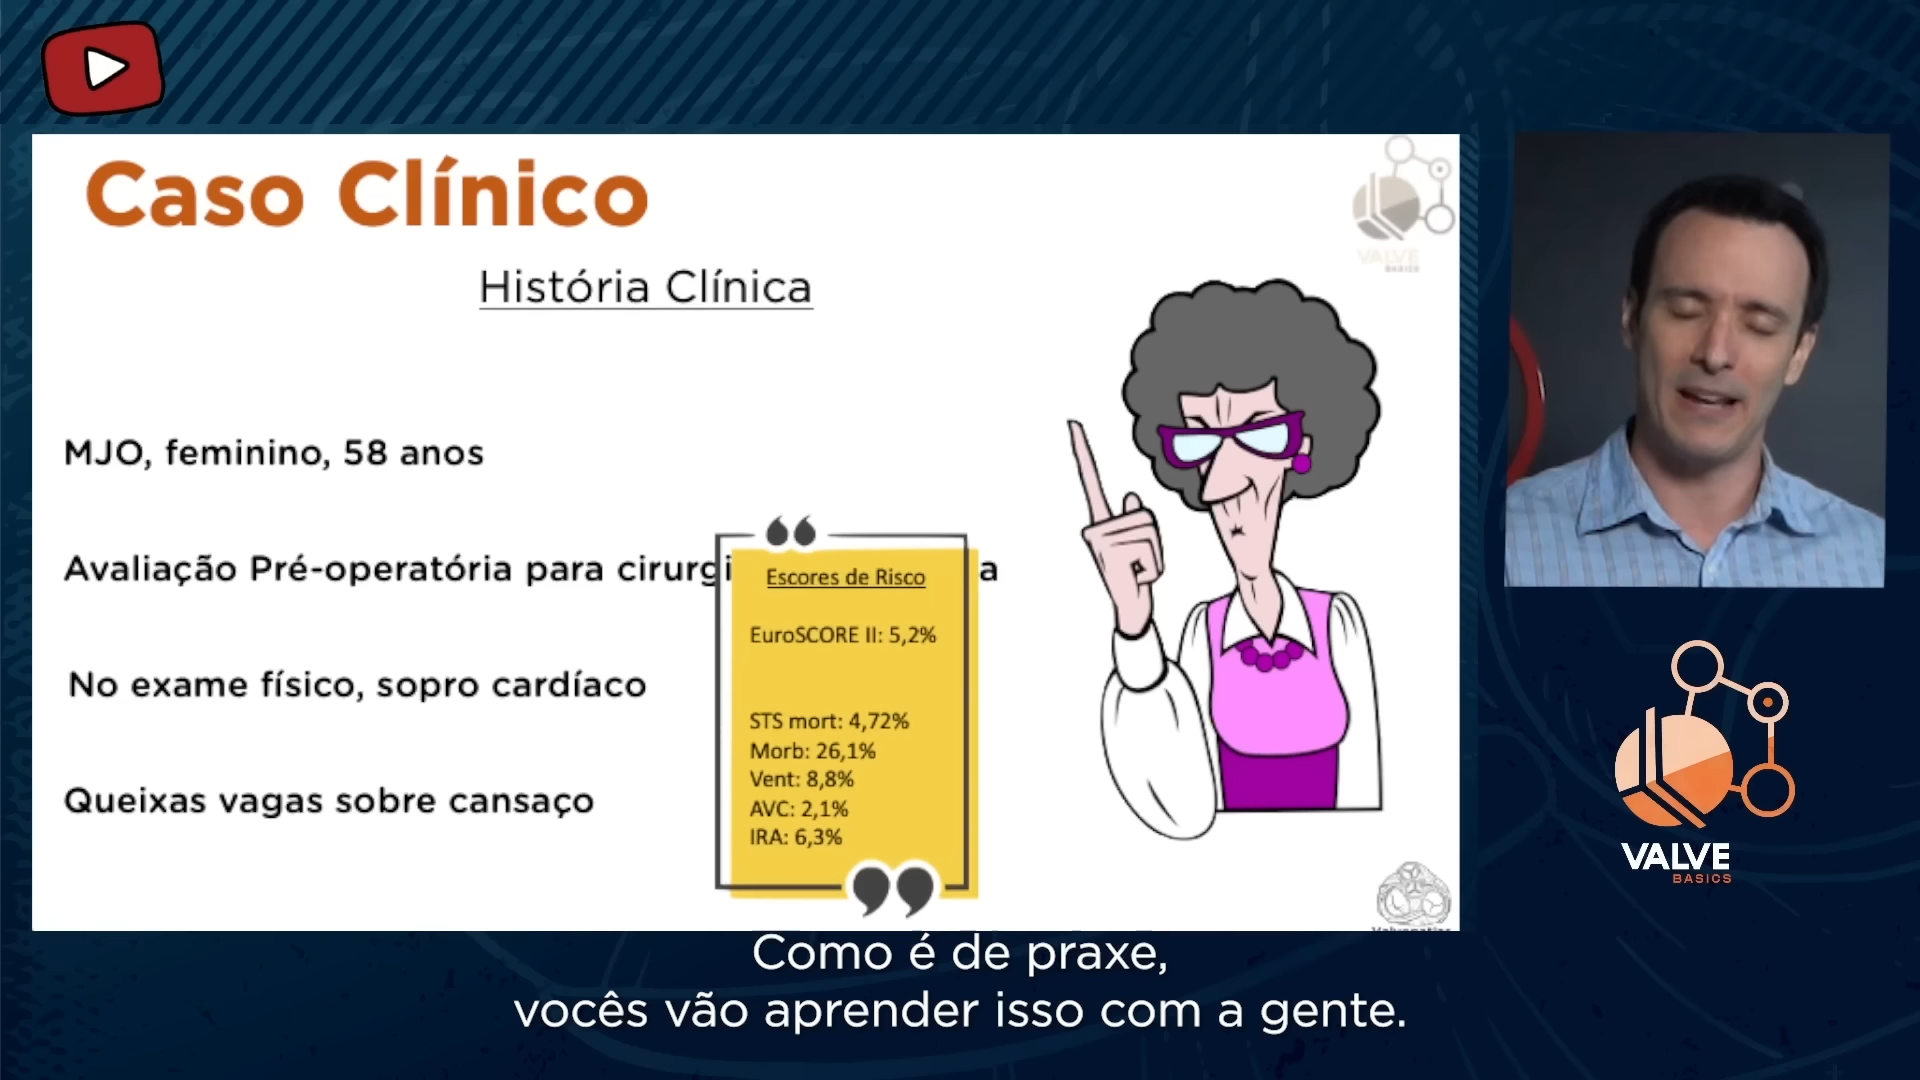 Caso Clínico
VALVE
BASICS
História Clínica
MJO, feminino, 58 anos
Avaliação Pré-operatória para
No exame físico, sopro cardíaco
Queixas vagas sobre cansaço
Escores de Risco
EuroSCORE II: 5,2%
STS mort: 4,72%
Morb: 26,1%
Vent: 8,8%
AVC: 2,1%
IRA: 6,3%
VALVE
BASICS
Como é de praxe,
vocês vão aprender isso com a gente.